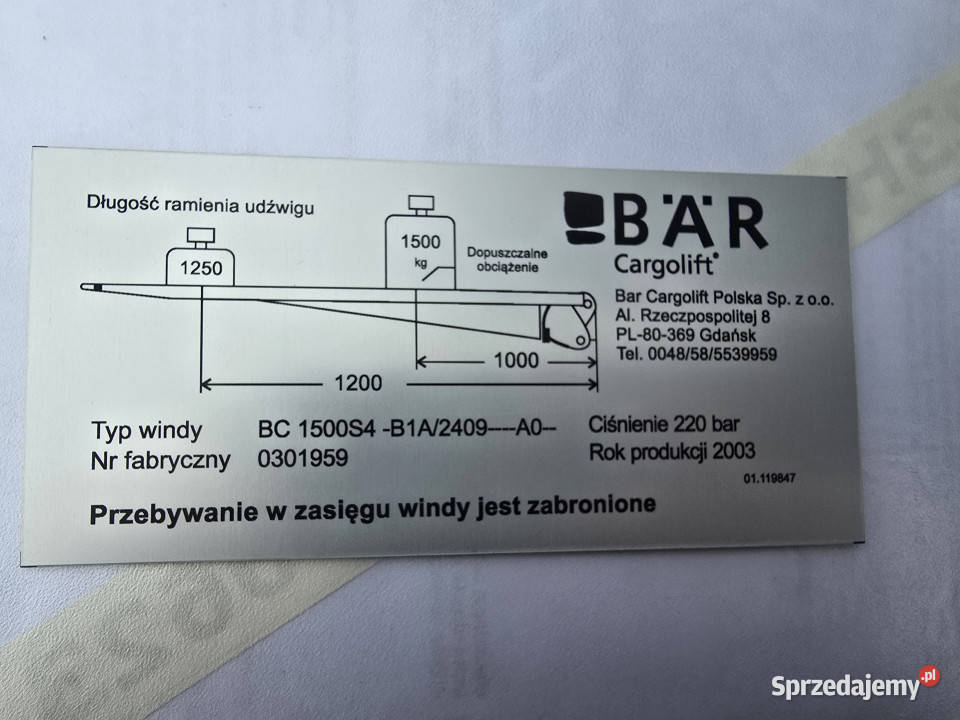 Długość ramienia udźwigu
1250
1500
kg
Dopuszczalne
obciążenie
1000
1200
BÄR
Cargolift®
Bar Cargolift Polska Sp. z o.o.
Al. Rzeczpospolitej 8
PL-80-369 Gdańsk
Tel. 0048/58/5539959
Typ windy BC 1500S4 -B1A/2409----A0--
Nr fabryczny 0301959
Ciśnienie 220 bar
Rok produkcji 2003
01.119847
Przebywanie w zasięgu windy jest zabronione
Sprzedajemy.pl